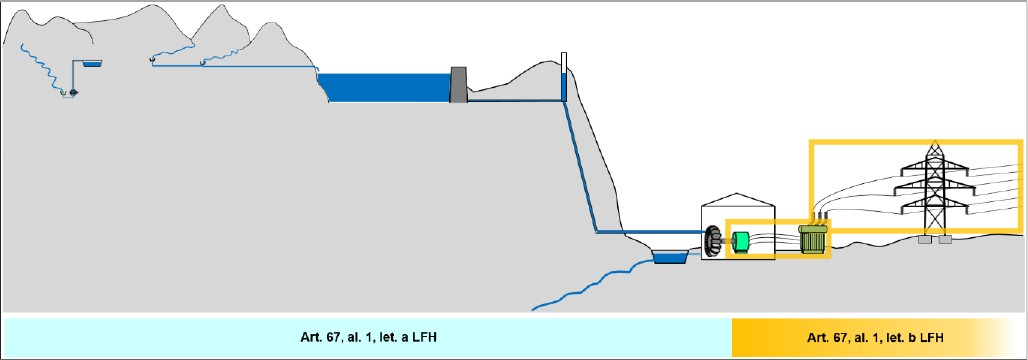 Art. 67, al. 1, let. a LFH
Art. 67, al. 1, let. b LFH